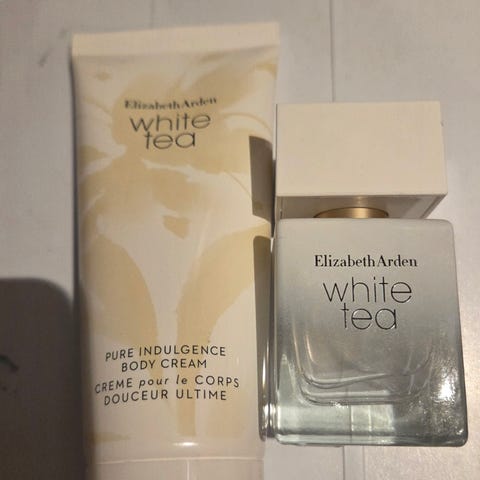 Elizabeth Arden
white
tea
PURE INDULGENCE
BODY CREAM
CREME pour le CORPS
DOUCEUR ULTIME
Elizabeth Arden
white
tea